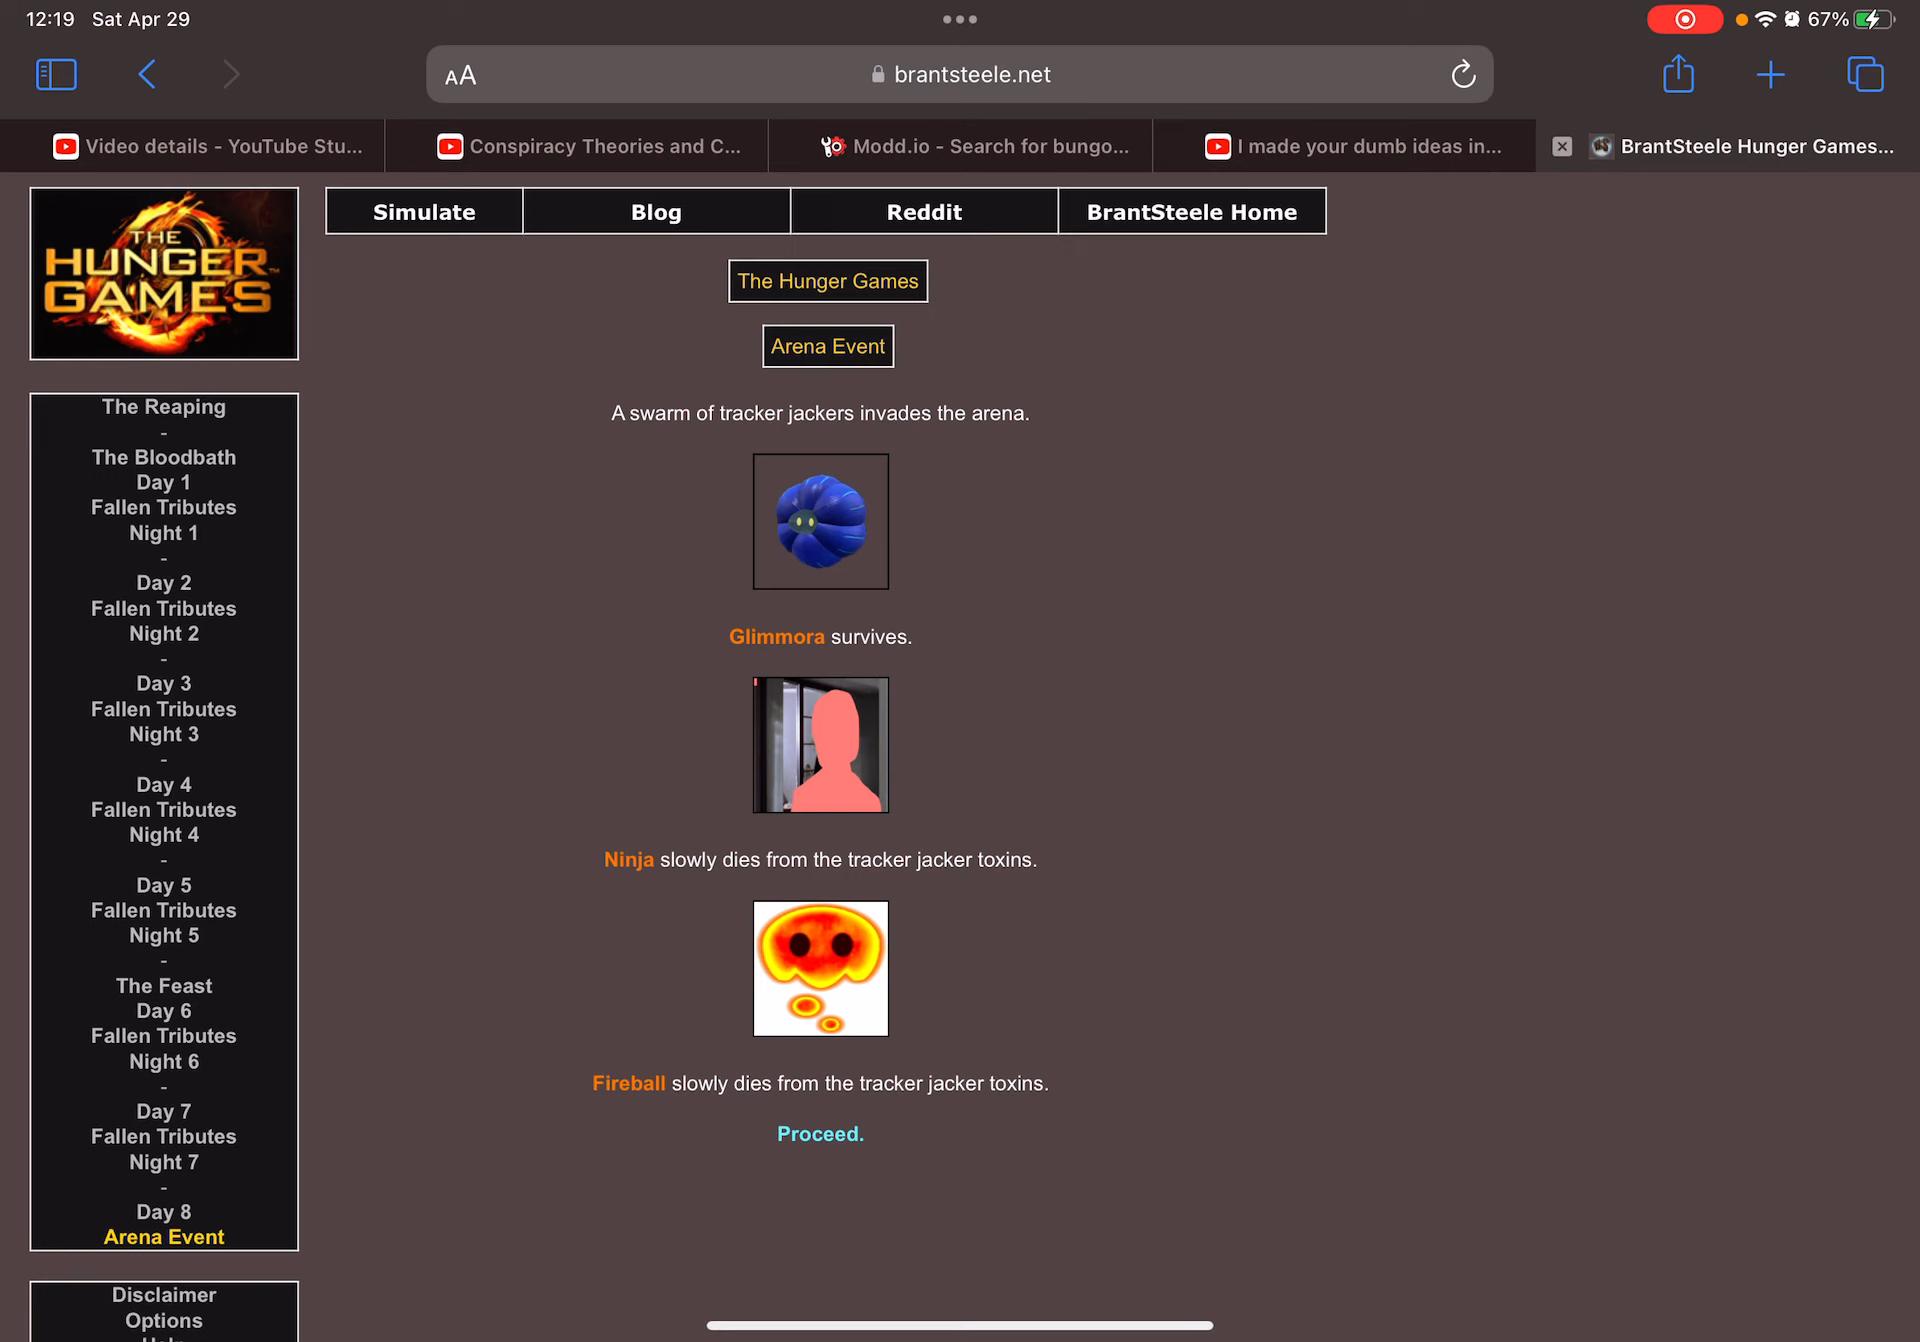 12:19 Sat Apr 29
67%
AA
brantsteele.net
Video details - YouTube Stu...
Conspiracy Theories and C...
Modd.io - Search for bungo...
I made your dumb ideas in...
BrantSteele Hunger Games...
THE
HUNGER
GAMES
Simulate
Blog
Reddit
BrantSteele Home
The Hunger Games
Arena Event
A swarm of tracker jackers invades the arena.
Glimmora survives.
Ninja slowly dies from the tracker jacker toxins.
Fireball slowly dies from the tracker jacker toxins.
Proceed.
The Reaping
-
The Bloodbath
Day 1
Fallen Tributes
Night 1
-
Day 2
Fallen Tributes
Night 2
-
Day 3
Fallen Tributes
Night 3
-
Day 4
Fallen Tributes
Night 4
-
Day 5
Fallen Tributes
Night 5
-
The Feast
Day 6
Fallen Tributes
Night 6
-
Day 7
Fallen Tributes
Night 7
-
Day 8
Arena Event
Disclaimer
Options